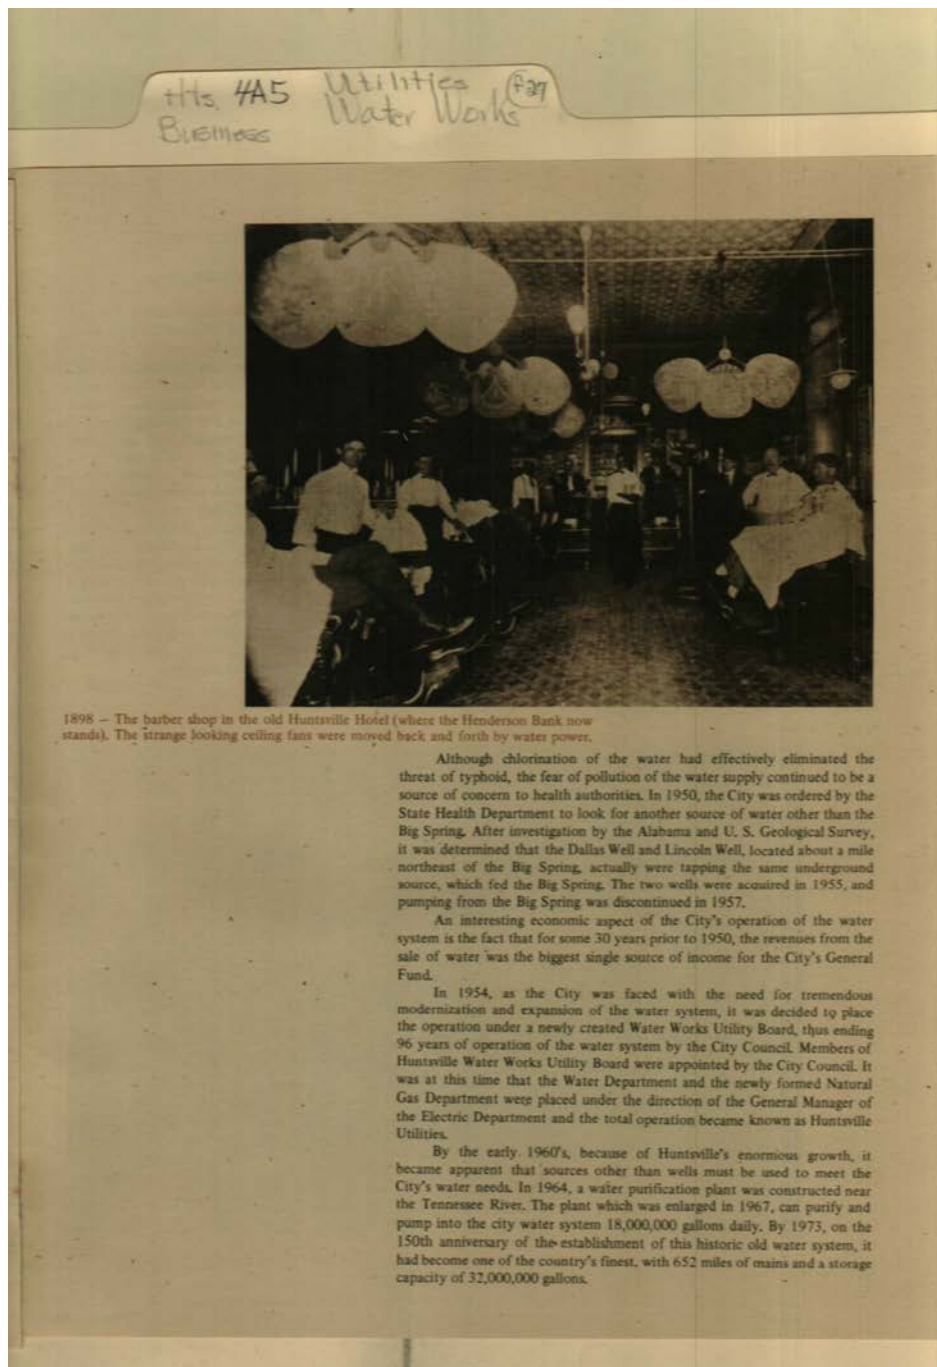 Hs. 4A5 Utilities F27
Business Water Works
1898 — The barber shop in the old Huntsville Hotel (where the Henderson Bank now
stands). The strange looking ceiling fans were moved back and forth by water power.
Although chlorination of the water had effectively eliminated the
threat of typhoid, the fear of pollution of the water supply continued to be a
source of concern to health authorities. In 1950, the City was ordered by the
State Health Department to look for another source of water other than the
Big Spring. After investigation by the Alabama and U. S. Geological Survey,
it was determined that the Dallas Well and Lincoln Well, located about a mile
northeast of the Big Spring, actually were tapping the same underground
source, which fed the Big Spring. The two wells were acquired in 1955, and
pumping from the Big Spring was discontinued in 1957.
An interesting economic aspect of the City's operation of the water
system is the fact that for some 30 years prior to 1950, the revenues from the
sale of water was the biggest single source of income for the City's General
Fund.
In 1954, as the City was faced with the need for tremendous
modernization and expansion of the water system, it was decided to place
the operation under a newly created Water Works Utility Board, thus ending
96 years of operation of the water system by the City Council. Members of
Huntsville Water Works Utility Board were appointed by the City Council. It
was at this time that the Water Department and the newly formed Natural
Gas Department were placed under the direction of the General Manager of
the Electric Department and the total operation became known as Huntsville
Utilities.
By the early 1960's, because of Huntsville's enormious growth, it
became apparent that sources other than wells must be used to meet the
City's water needs. In 1964, a water purification plant was constructed near
the Tennessee River. The plant which was enlarged in 1967, can purify and
pump into the city water system 18,000,000 gallons daily. By 1973, on the
150th anniversary of the establishment of this historic old water system, it
had become one of the country's finest, with 652 miles of mains and a storage
capacity of 32,000,000 gallons.